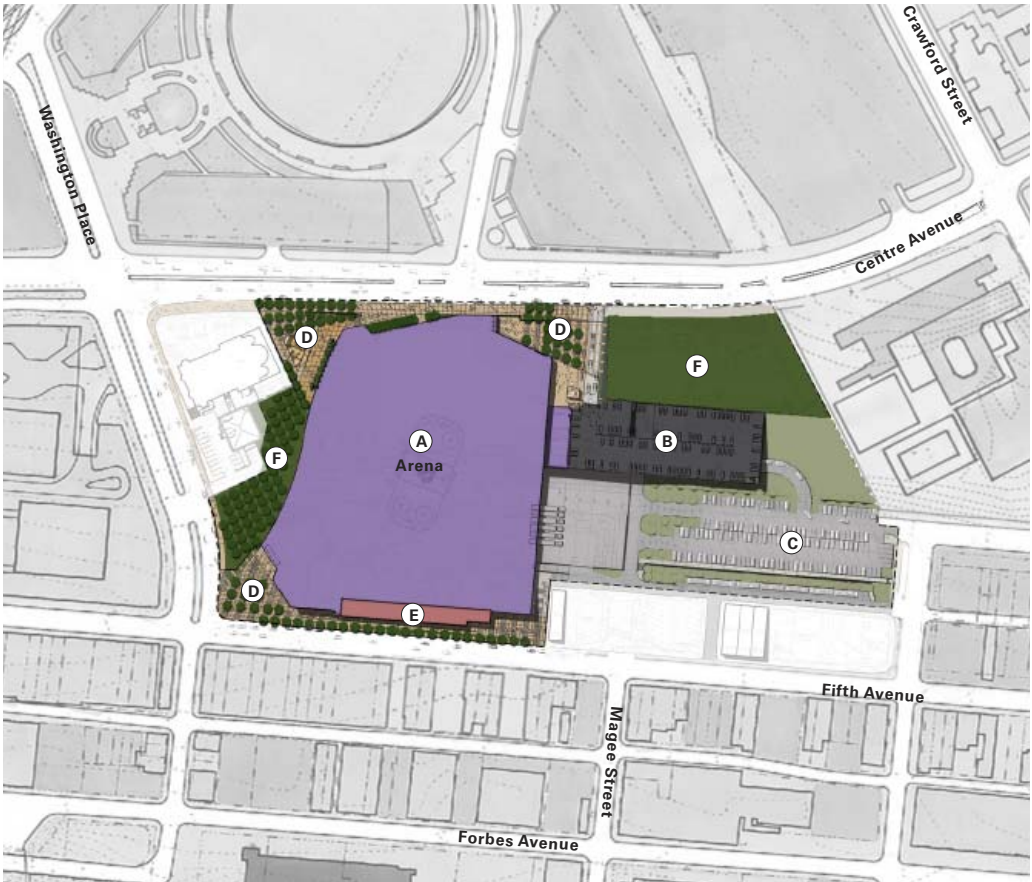 Crawford Street
Washington Place
Centre Avenue
D
D
F
A
Arena
B
F
C
D
E
Fifth Avenue
Magee Street
Forbes Avenue